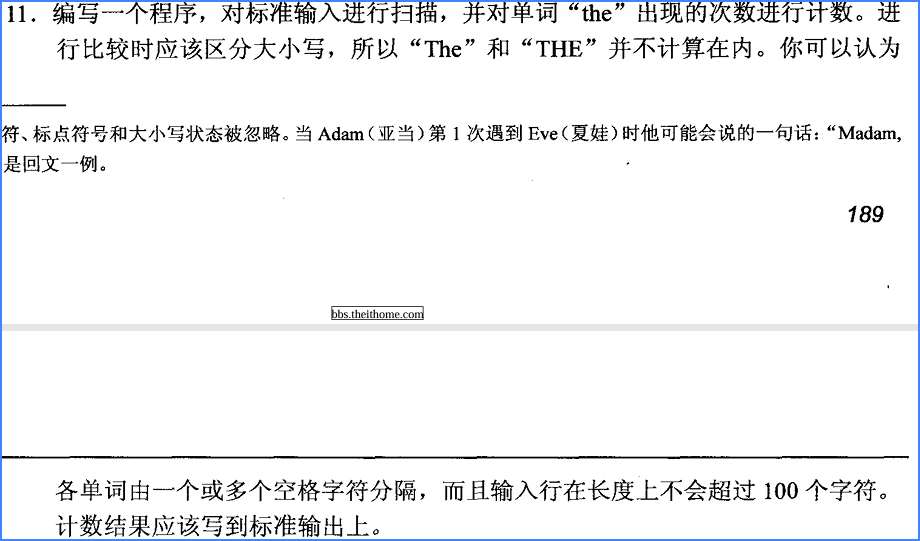 11．编写一个程序，对标准输入进行扫描，并对单词“the”出现的次数进行计数。进
行比较时应该区分大小写，所以“The”和“THE”并不计算在内。你可以认为
符、标点符号和大小写状态被忽略。当 Adam（亚当）第 1 次遇到 Eve（夏娃）时他可能会说的一句话：“Madam,
是回文一例。
189
bbs.theithome.com
各单词由一个或多个空格字符分隔，而且输入行在长度上不会超过 100 个字符。
计数结果应该写到标准输出上。